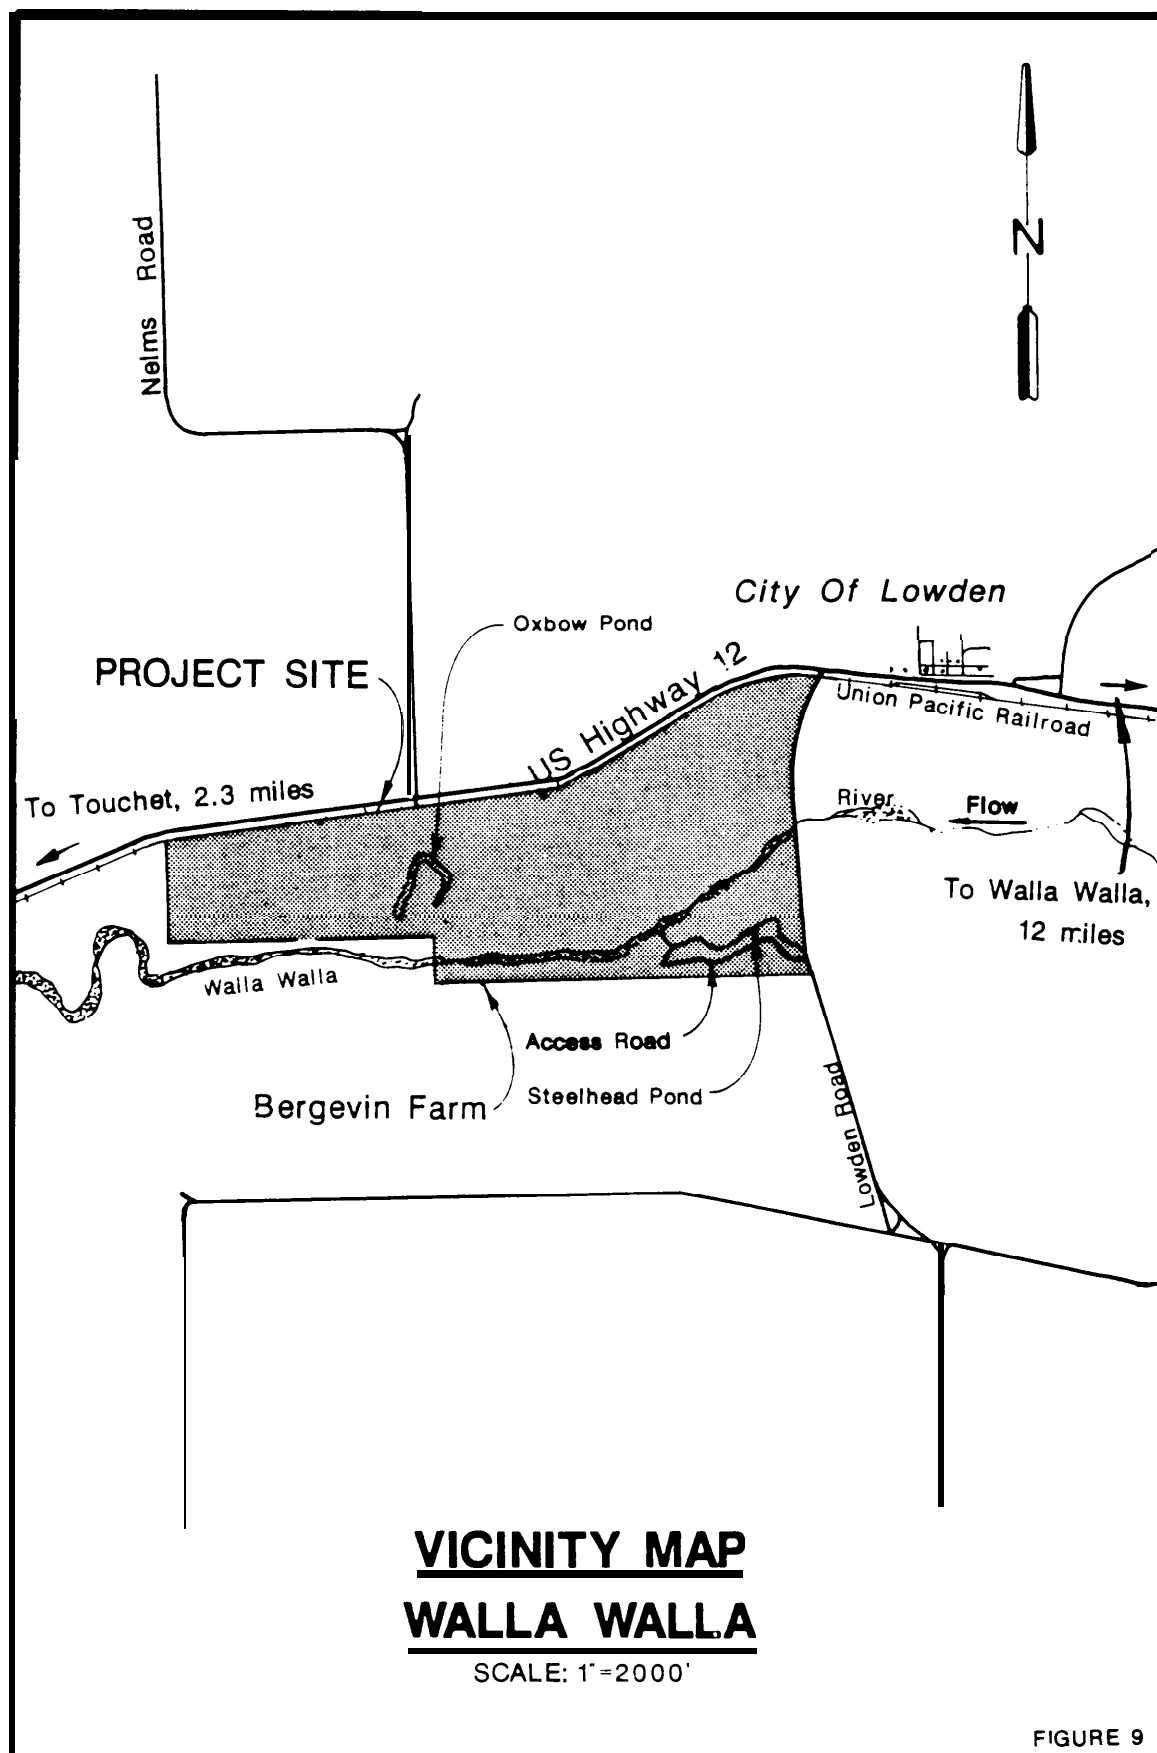 N
Nelms Road
City Of Lowden
Oxbow Pond
PROJECT SITE
US Highway 12
Union Pacific Railroad
To Touchet, 2.3 miles
River
Flow
To Walla Walla,
12 miles
Walla Walla
Access Road
Steelhead Pond
Bergevin Farm
Lowden Road
VICINITY MAP
WALLA WALLA
SCALE: 1"=2000'
FIGURE 9